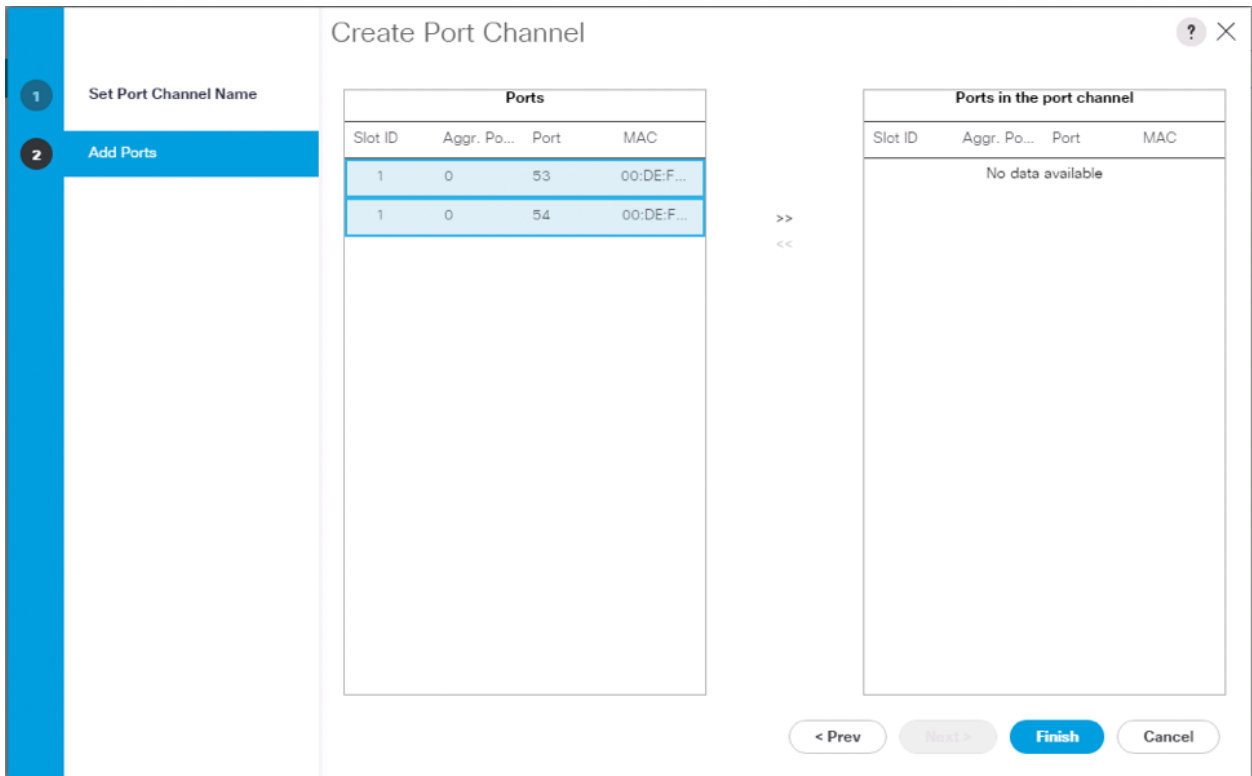 Create Port Channel
?
1 Set Port Channel Name
2 Add Ports
Ports
Slot ID Aggr. Po... Port MAC
1 0 53 00:DE:F...
1 0 54 00:DE:F...
>>
<<
Ports in the port channel
Slot ID Aggr. Po... Port MAC
No data available
< Prev Next > Finish Cancel